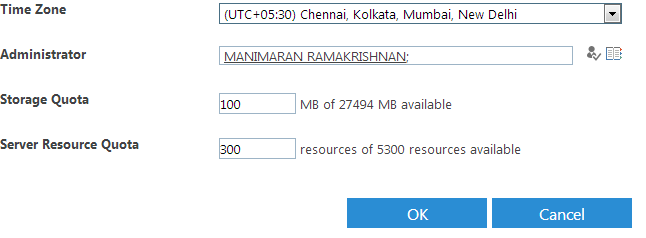 Time Zone
(UTC+05:30) Chennai, Kolkata, Mumbai, New Delhi
Administrator
MANIMARAN RAMAKRISHNAN;
Storage Quota
100 MB of 27494 MB available
Server Resource Quota
300 resources of 5300 resources available
OK Cancel